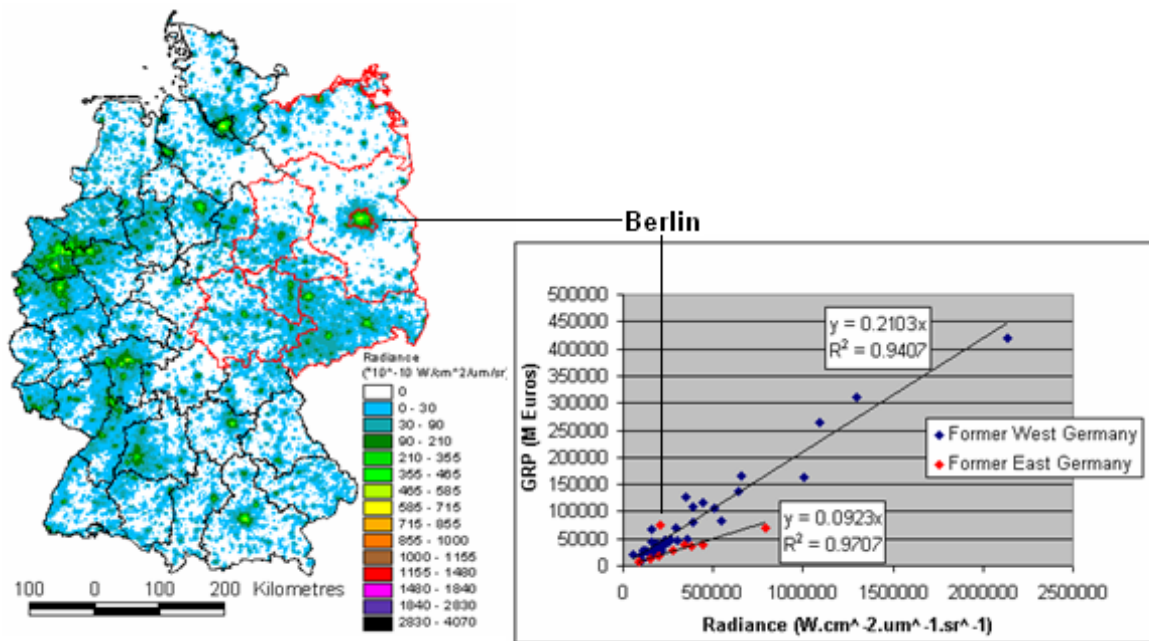 Berlin
Radiance
(*10^-10 W/cm^2/um/sr)
0
0 - 30
30 - 90
90 - 210
210 - 355
355 - 465
465 - 585
585 - 715
715 - 855
855 - 1000
1000 - 1155
1155 - 1480
1480 - 1840
1840 - 2830
2830 - 4070
100 0 100 200 Kilometres
GRP (M Euros)
500000
450000
400000
350000
300000
250000
200000
150000
100000
50000
0
y = 0.2103x
R² = 0.9407
y = 0.0923x
R² = 0.9707
Former West Germany
Former East Germany
0 500000 1000000 1500000 2000000 2500000
Radiance (W.cm^-2.um^-1.sr^-1)